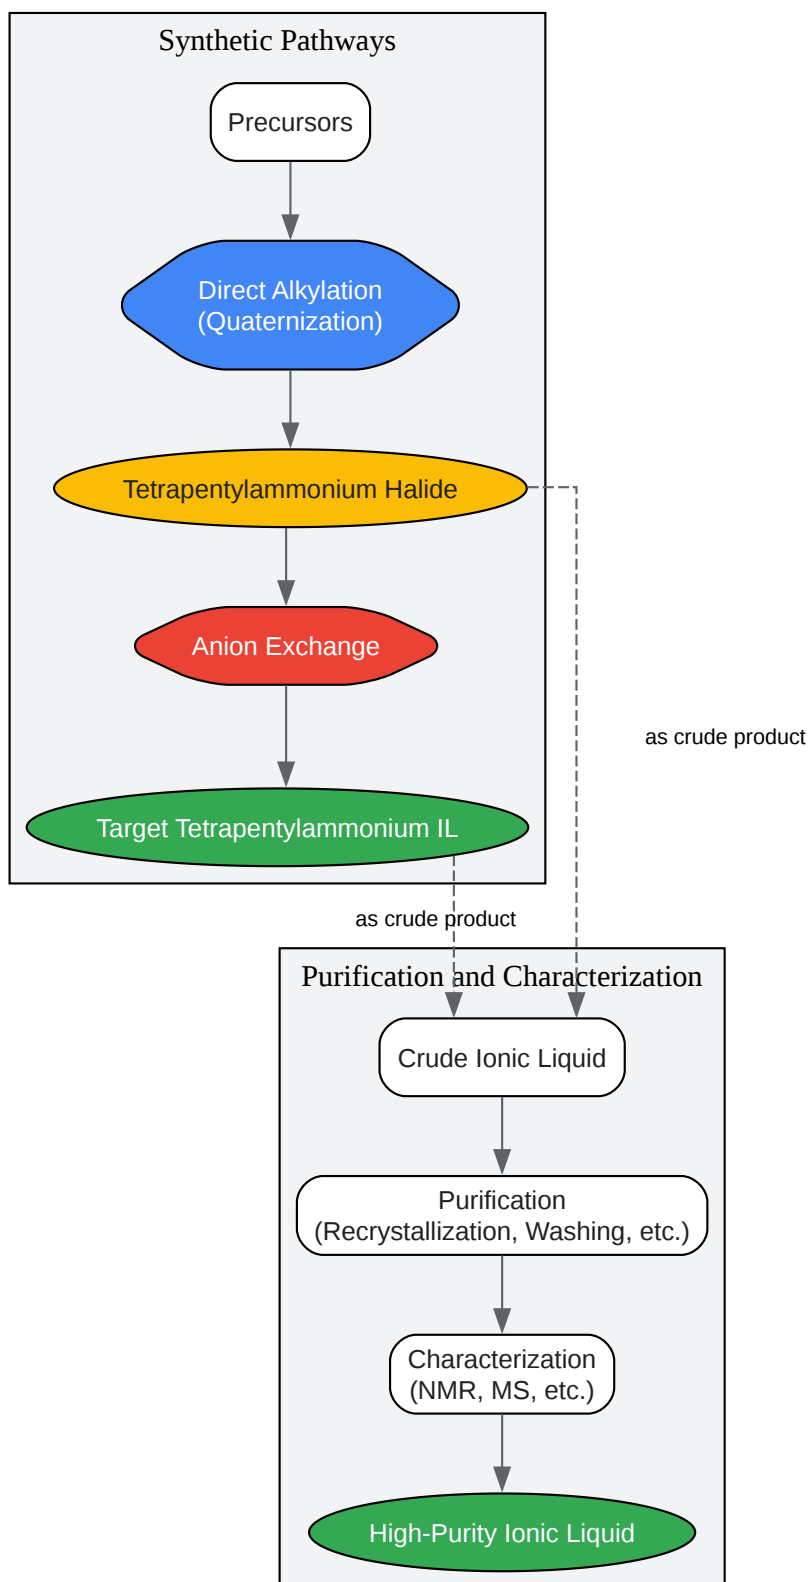 Synthetic Pathways
Precursors
Direct Alkylation
(Quaternization)
Tetrapentylammonium Halide
Anion Exchange
as crude product
Target Tetrapentylammonium IL
as crude product
Purification and Characterization
Crude Ionic Liquid
Purification
(Recrystallization, Washing, etc.)
Characterization
(NMR, MS, etc.)
High-Purity Ionic Liquid